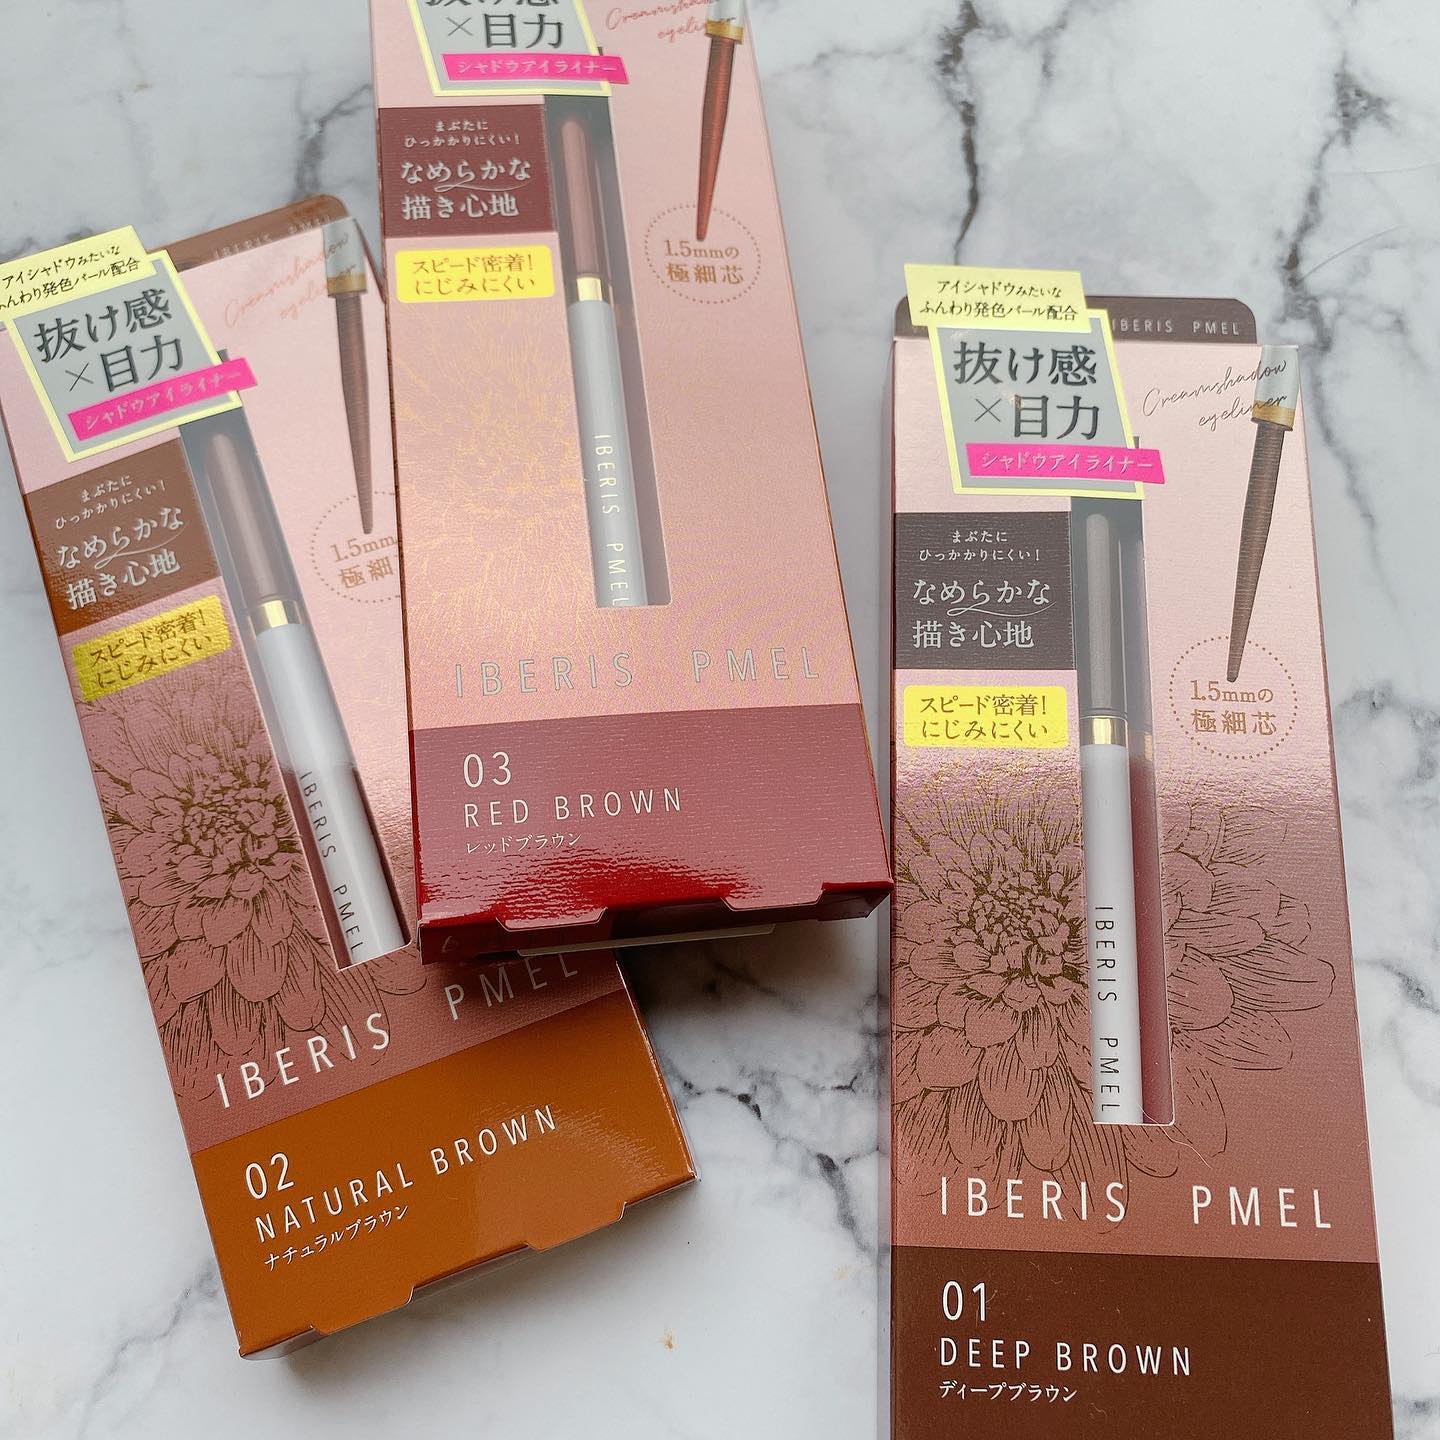 アイシャドウみたいな
ふんわり発色パール配合
抜け感
×目力
シャドウアイライナー
IBERIS PMEL
Creamshadow
eyeliner
まぶたに
ひっかかりにくい!
なめらかな
描き心地
スピード密着!
にじみにくい
1.5mm
極細
IBERIS PMEL
IBERIS PMEL
02
NATURAL BROWN
ナチュラルブラウン
抜け感
×目力
シャドウアイライナー
Creamshadow
eyeliner
まぶたに
ひっかかりにくい!
なめらかな
描き心地
スピード密着!
にじみにくい
1.5mmの
極細芯
IBERIS PMEL
IBERIS PMEL
03
RED BROWN
レッドブラウン
アイシャドウみたいな
ふんわり発色パール配合
抜け感
×目力
シャドウアイライナー
IBERIS PMEL
Creamshadow
eyeliner
まぶたに
ひっかかりにくい!
なめらかな
描き心地
スピード密着!
にじみにくい
1.5mmの
極細芯
IBERIS PMEL
IBERIS PMEL
01
DEEP BROWN
ディープブラウン